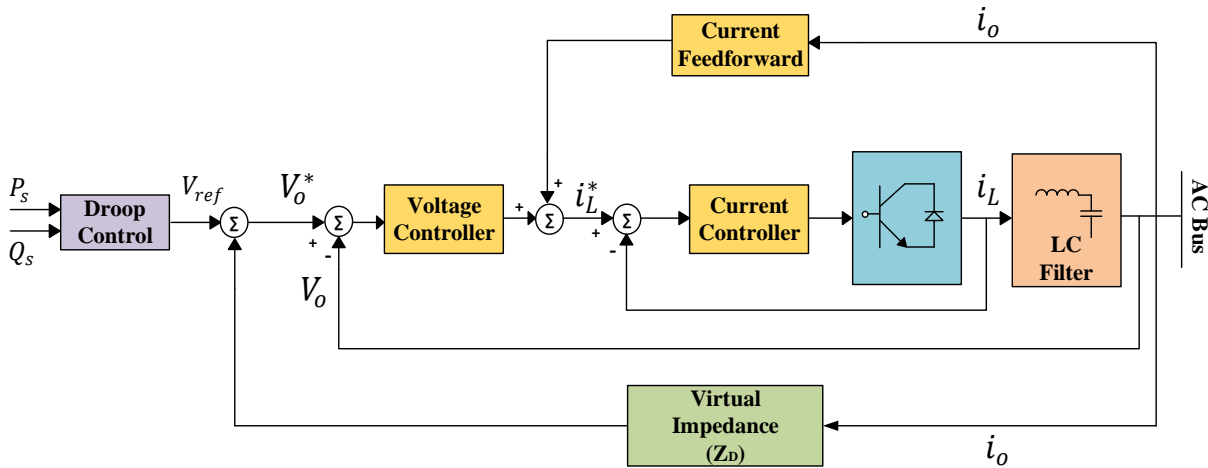 Current
Feedforward
i_o
P_s
Q_s
Droop
Control
V_ref
Σ
V_o^*
+
-
Σ
V_o
Voltage
Controller
+
+
Σ
i_L^*
+
-
Σ
Current
Controller
i_L
LC
Filter
AC Bus
Virtual
Impedance
(Z_D)
i_o